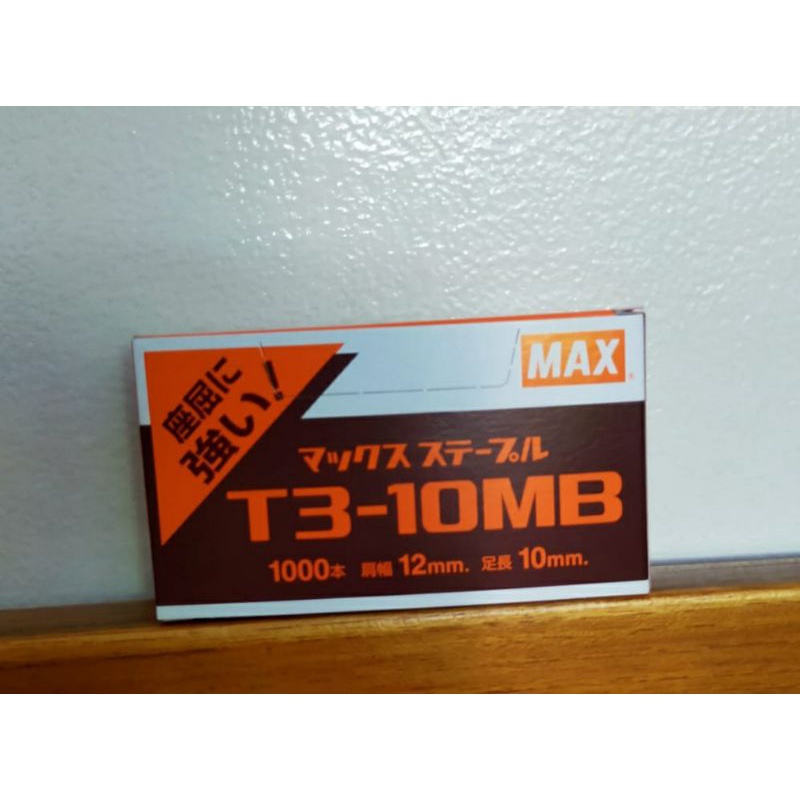 座屈に
強い!
MAX
マックス ステープル
T3-10MB
1000本 肩幅 12mm. 足長 10mm.